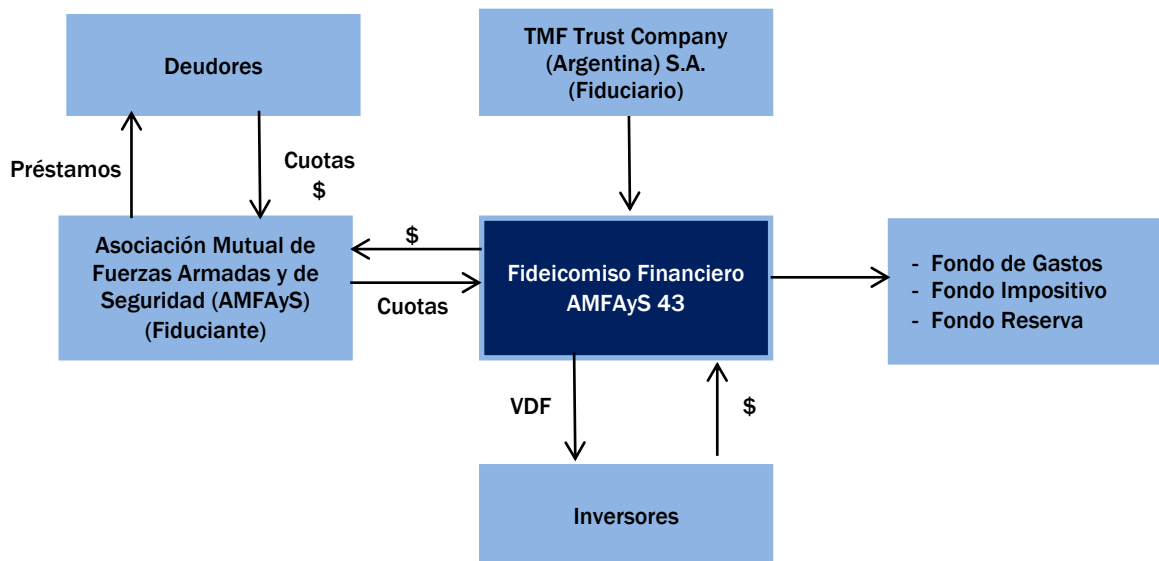 Deudores
TMF Trust Company
(Argentina) S.A.
(Fiduciario)
Préstamos
Cuotas
$
Asociación Mutual de
Fuerzas Armadas y de
Seguridad (AMFAyS)
(Fiduciante)
$
Cuotas
Fideicomiso Financiero
AMFAyS 43
- Fondo de Gastos
- Fondo Impositivo
- Fondo Reserva
VDF
$
Inversores